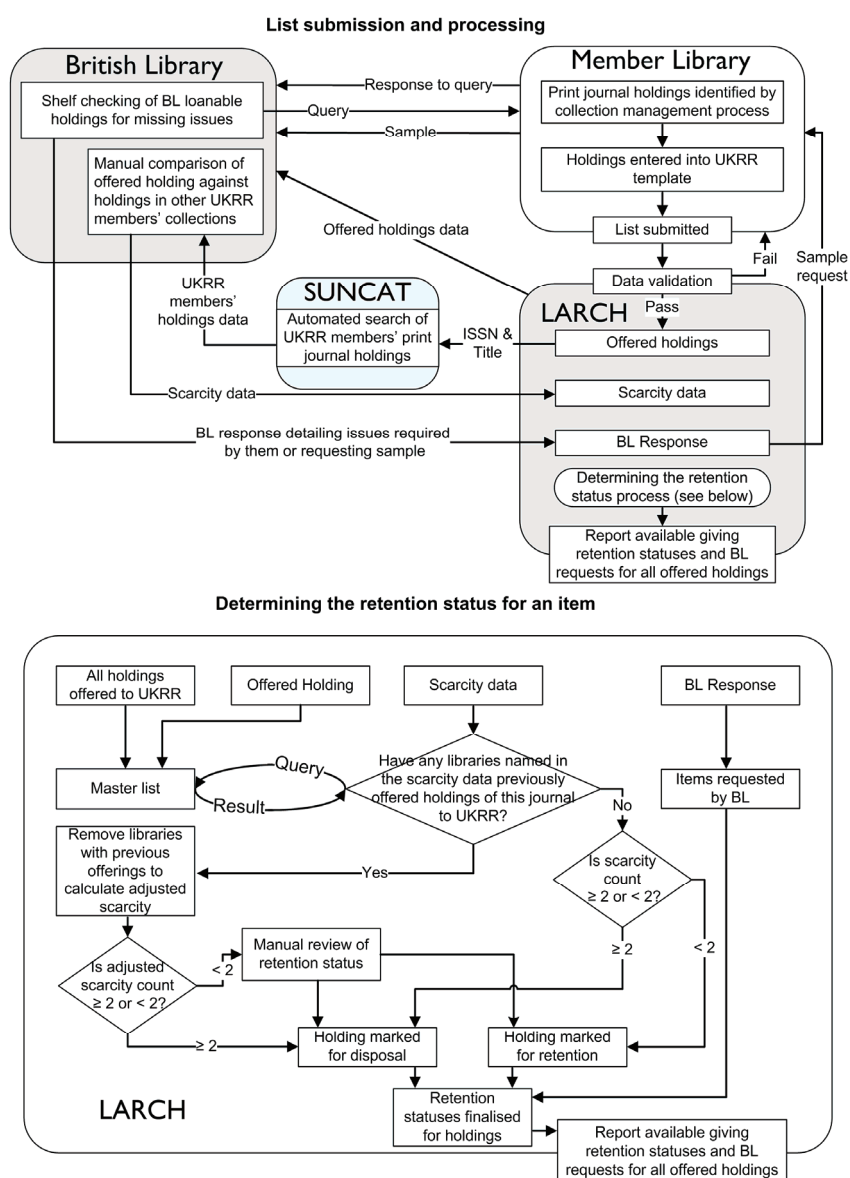 List submission and processing
British Library
Shelf checking of BL loanable
holdings for missing issues
Manual comparison of
offered holding against
holdings in other UKRR
members’ collections
Response to query
Query
Sample
Member Library
Print journal holdings identified by
collection management process
Holdings entered into UKRR
template
List submitted
Data validation
Fail
Pass
Sample
request
Offered holdings data
UKRR
members’
holdings data
SUNCAT
Automated search of
UKRR members’ print
journal holdings
ISSN &
Title
LARCH
Offered holdings
Scarcity data
Scarcity data
BL response detailing issues required
by them or requesting sample
BL Response
Determining the retention
status process (see below)
Report available giving
retention statuses and BL
requests for all offered holdings
Determining the retention status for an item
All holdings
offered to UKRR
Offered Holding
Scarcity data
BL Response
Master list
Query
Result
Have any libraries named in
the scarcity data previously
offered holdings of this journal
to UKRR?
Items requested
by BL
No
Yes
Remove libraries
with previous
offerings to
calculate adjusted
scarcity
Is scarcity
count
≥ 2 or < 2?
Is adjusted
scarcity count
≥ 2 or < 2?
< 2
Manual review of
retention status
≥ 2
< 2
≥ 2
Holding marked
for disposal
Holding marked
for retention
LARCH
Retention
statuses finalised
for holdings
Report available giving
retention statuses and BL
requests for all offered holdings